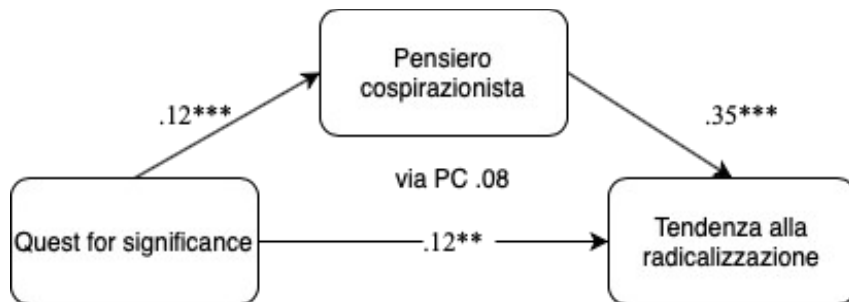 Pensiero
cospirazionista
.12***
.35***
via PC .08
Quest for significance
.12**
Tendenza alla
radicalizzazione